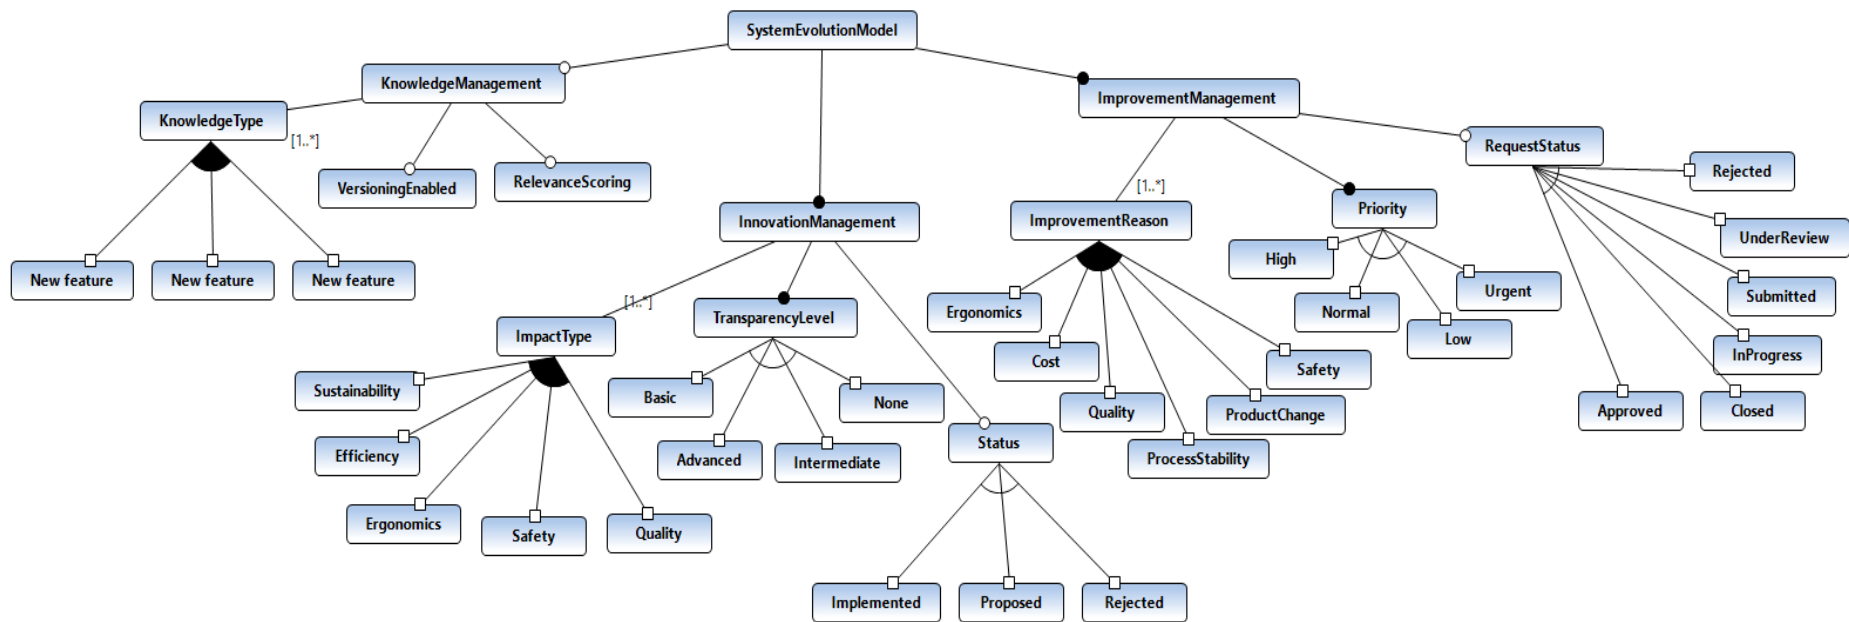 SystemEvolutionModel
KnowledgeManagement
ImprovementManagement
KnowledgeType
[1..*]
RequestStatus
Rejected
VersioningEnabled
RelevanceScoring
[1..*]
InnovationManagement
ImprovementReason
Priority
UnderReview
High
New feature
New feature
New feature
Urgent
Submitted
[1..*]
Ergonomics
Normal
TransparencyLevel
ImpactType
Low
Cost
InProgress
Safety
Sustainability
Basic
None
Quality
ProductChange
Approved
Closed
Efficiency
Advanced
Intermediate
Status
ProcessStability
Ergonomics
Safety
Quality
Implemented
Proposed
Rejected